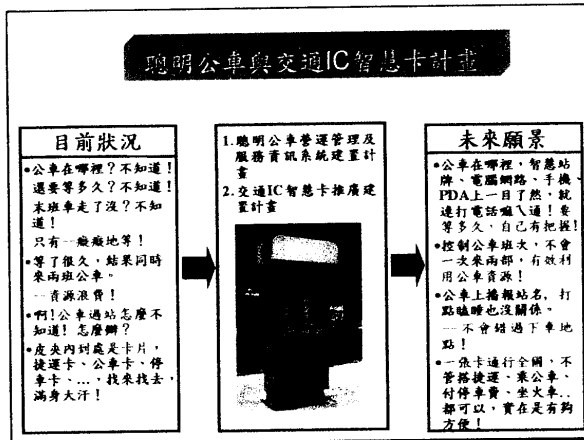 聰明公車與交通IC智慧卡計畫
目前狀況
•公車在哪裡？不知道！
還要等多久？不知道！
末班車走了沒？不知
道！
只有一癡癡地等！
•等了很久，結果同時
來兩班公車。
一資源浪費！
•啊！公車過站怎麼不
知道！怎麼辦？
•皮夾內到處是卡片，
捷運卡、公車卡、停
車卡、…，找來找去，
滿身大汗！
1.聰明公車營運管理及
服務資訊系統建置計
畫
2.交通IC智慧卡推廣建
置計畫
未來願景
•公車在哪裡，智慧站
牌、電腦網路、手機、
PDA上一目了然，就
連打電話嘛ㄟ通！要
等多久，自己有把握！
•控制公車班次，不會
一次來兩部，有效利
用公車資源！
•公車上播報站名，打
點瞌睡也沒關係。
一不會錯過下車地
點！
•一張卡通行全國，不
管搭捷運、乘公車、
付停車費、坐火車..
都可以，實在是有夠
方便！